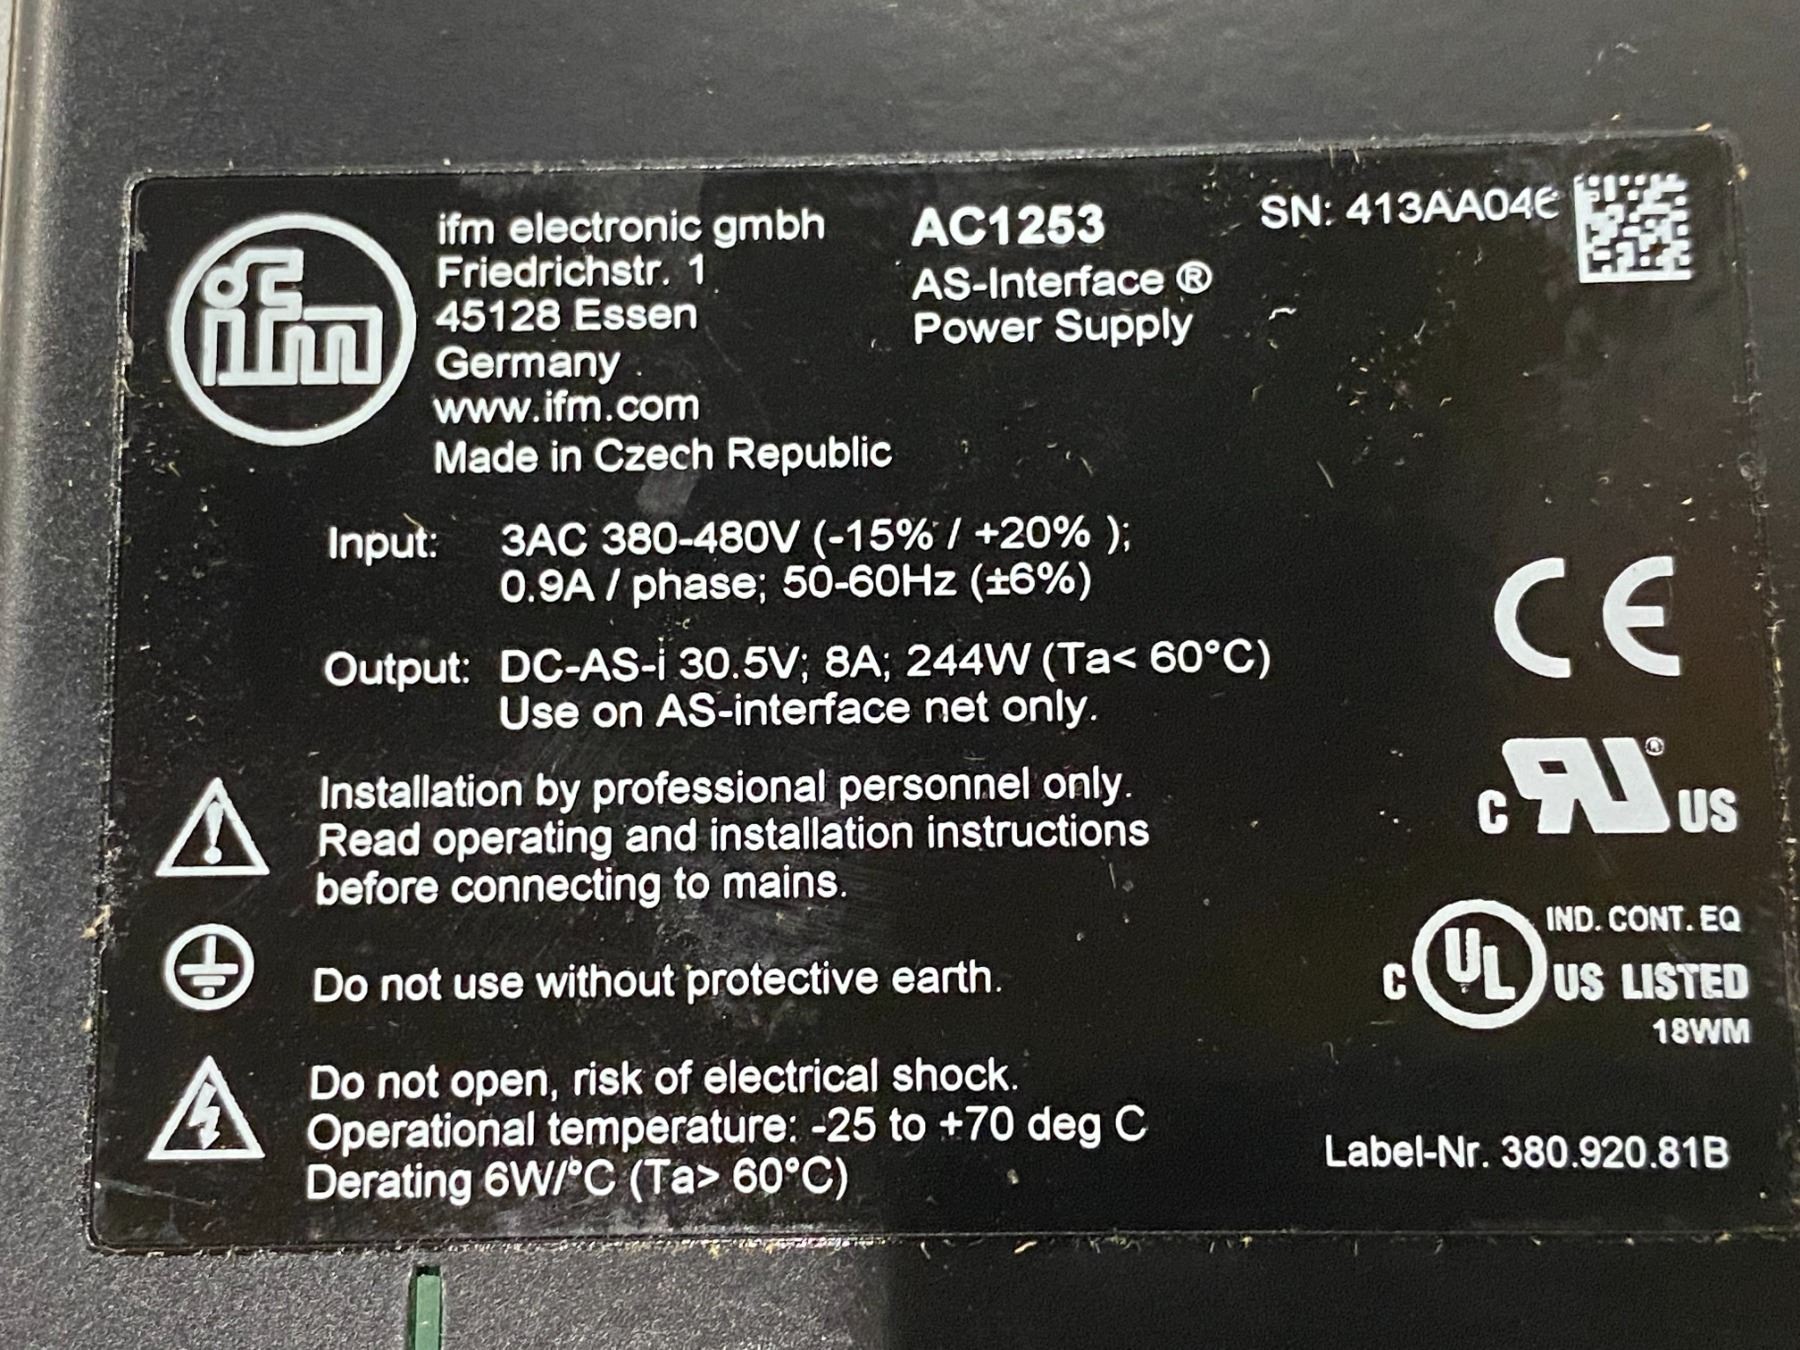 ifm
ifm electronic gmbh
Friedrichstr. 1
45128 Essen
Germany
www.ifm.com
Made in Czech Republic
AC1253
AS-Interface ®
Power Supply
SN: 413AA04
Input: 3AC 380-480V (-15% / +20% );
0.9A / phase; 50-60Hz (±6%)
Output: DC-AS-i 30.5V; 8A; 244W (Ta< 60°C)
Use on AS-interface net only.
CE
Installation by professional personnel only.
Read operating and installation instructions
before connecting to mains.
C RU® US
Do not use without protective earth.
IND. CONT. EQ
C UL US LISTED
18WM
Do not open, risk of electrical shock.
Operational temperature: -25 to +70 deg C
Derating 6W/°C (Ta> 60°C)
Label-Nr. 380.920.81B